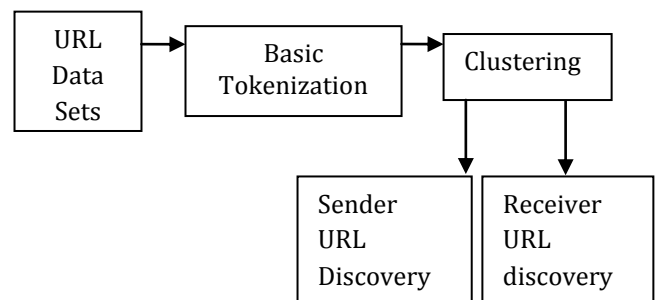 URL
Data
Sets
Basic
Tokenization
Clustering
Sender
URL
Discovery
Receiver
URL
discovery